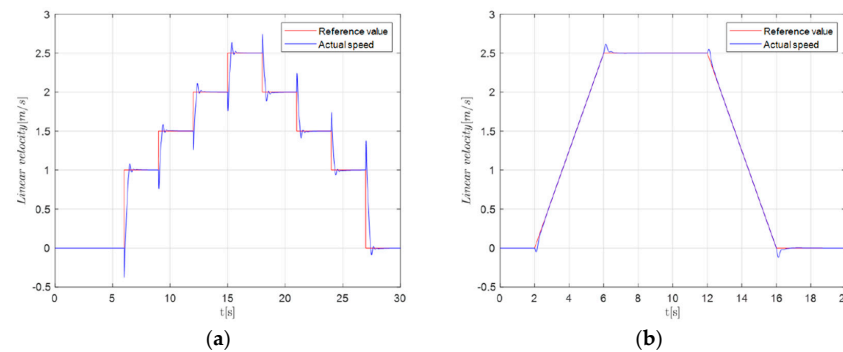 3
2.5
2
1.5
1
0.5
0
-0.5
Linear velocity[m/s]
Reference value
Actual speed
0 5 10 15 20 25 30
t[s]
(a)
3
2.5
2
1.5
1
0.5
0
-0.5
Linear velocity[m/s]
Reference value
Actual speed
0 2 4 6 8 10 12 14 16 18 20
t[s]
(b)